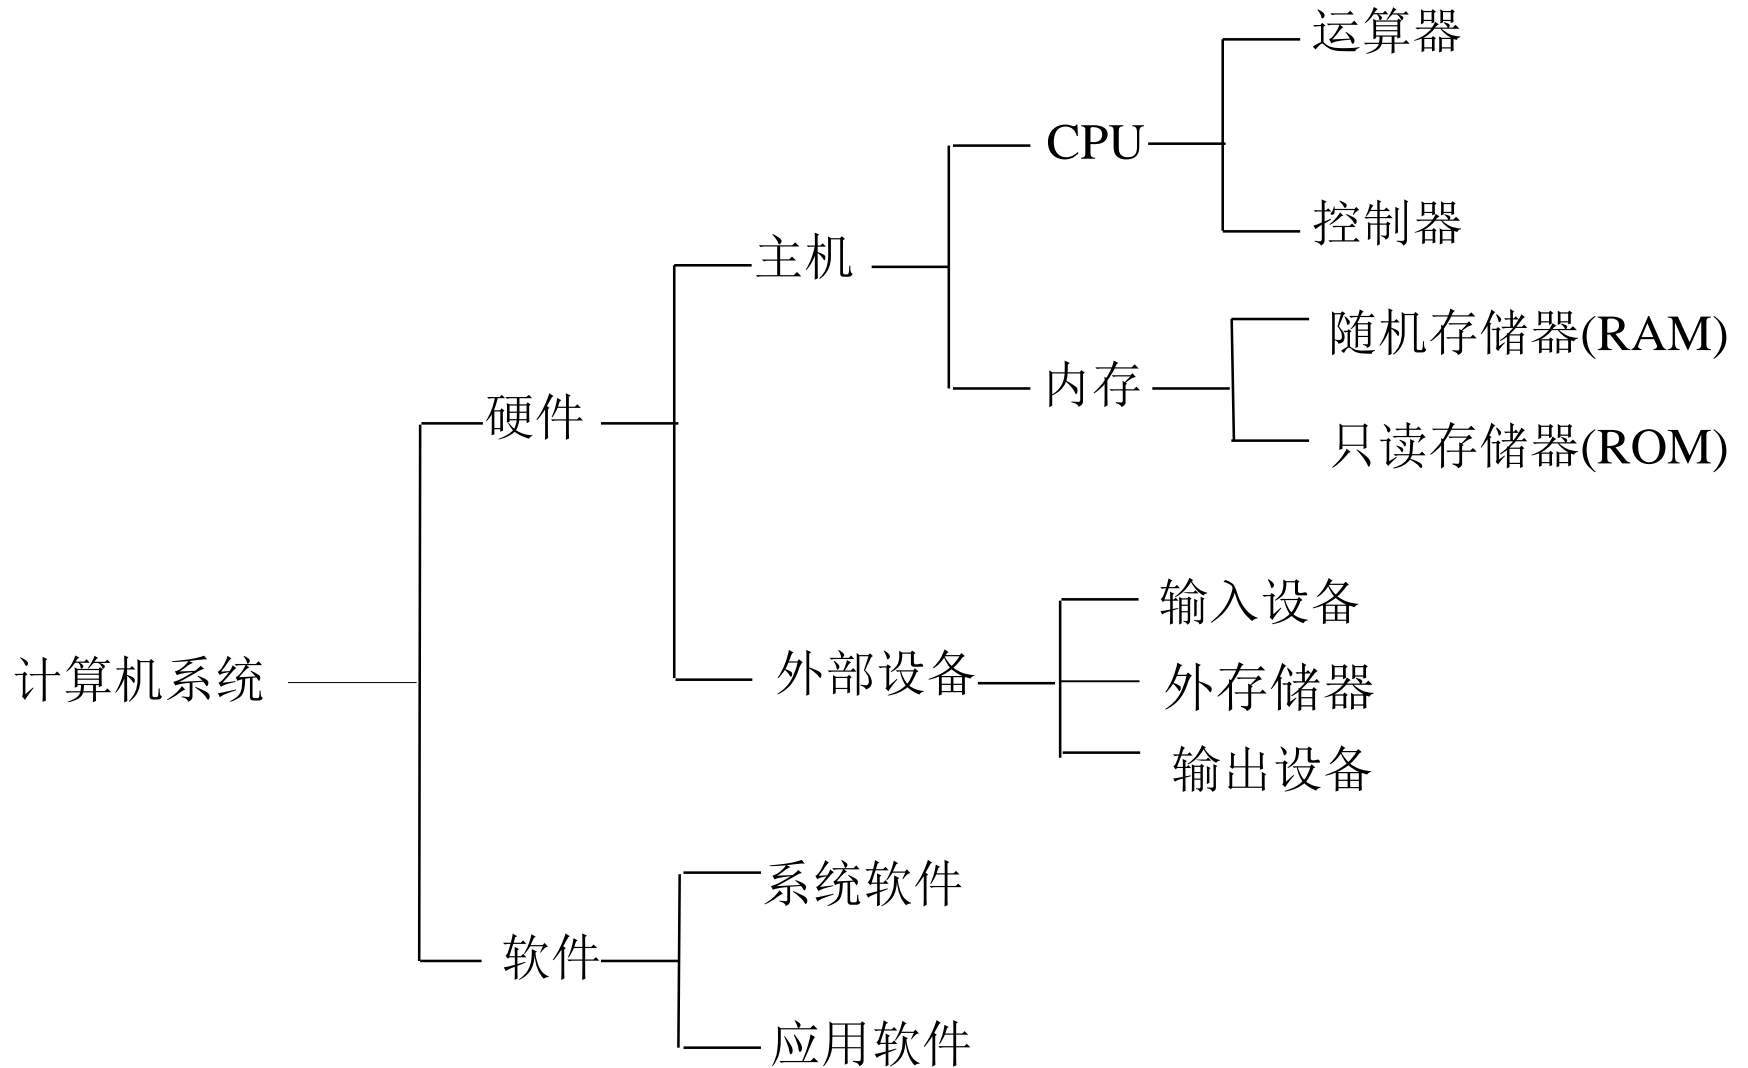 运算器
CPU
控制器
主机
随机存储器(RAM)
内存
硬件
只读存储器(ROM)
输入设备
计算机系统
外部设备
外存储器
输出设备
系统软件
软件
应用软件